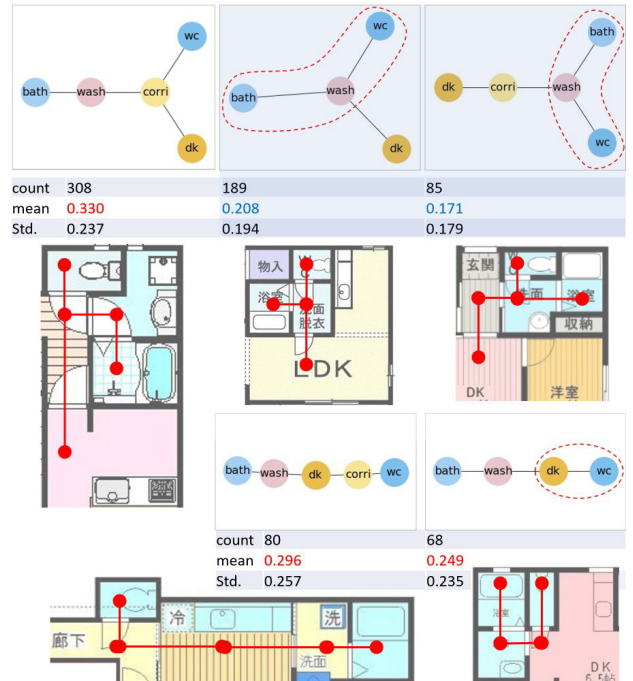 wc
bath wash corri
dk
wc
bath wash
dk
bath
dk corri wash
wc
count 308 189 85
mean 0.330 0.208 0.171
Std. 0.237 0.194 0.179
物入
浴室
洗面
脱衣
LDK
玄関
洗面 浴室
収納
DK 洋室
bath wash dk corri wc
bath wash dk wc
count 80 68
mean 0.296 0.249
Std. 0.257 0.235
冷 洗
廊下
洗面
浴室
DK
6.5帖